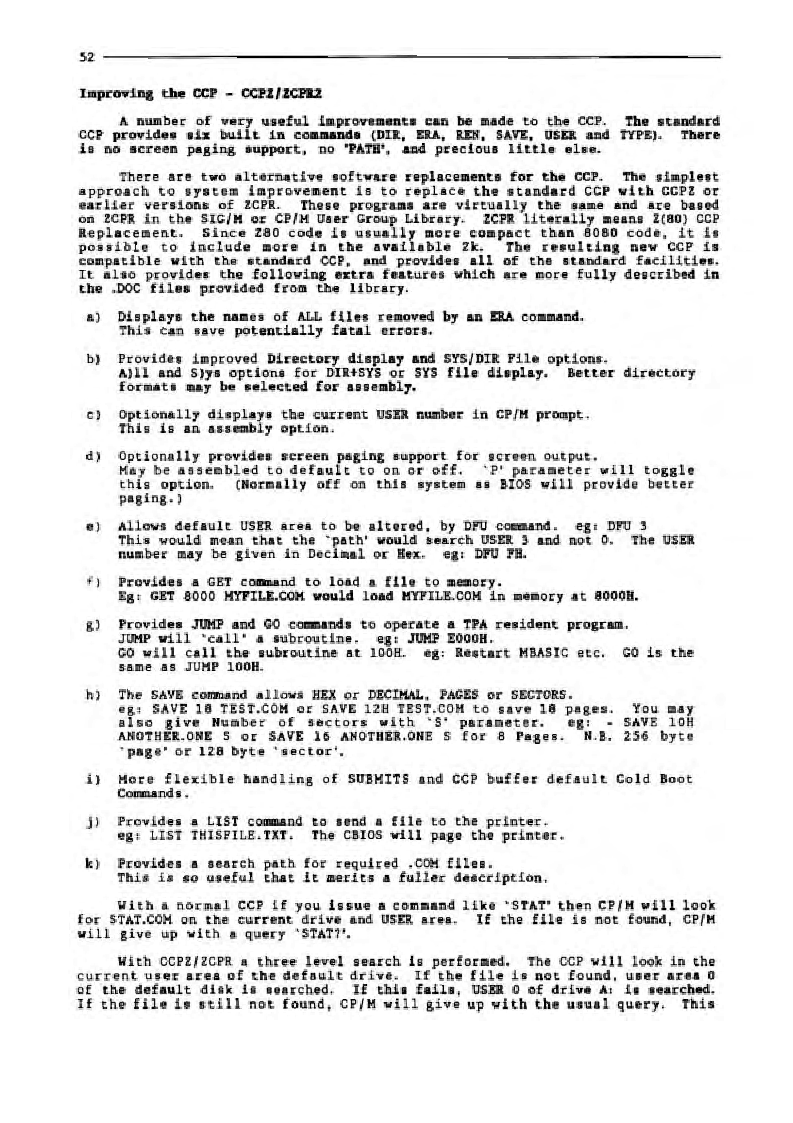 52
Improving the CCP - CCPZ/ZCPR2
A number of very useful improvements can be made to the CCP. The standard
CCP provides six built in commands (DIR, ERA, REN, SAVE, USER and TYPE). There
is no screen paging support, no 'PATH', and precious little else.
There are two alternative software replacements for the CCP. The simplest
approach to system improvement is to replace the standard CCP with CCPZ or
earlier versions of ZCPR. These programs are virtually the same and are based
on ZCPR in the SIG/M or CP/M User Group Library. ZCPR literally means Z(80) CCP
Replacement. Since Z80 code is usually more compact than 8080 code, it is
possible to include more in the available 2k. The resulting new CCP is
compatible with the standard CCP, and provides all of the standard facilities.
It also provides the following extra features which are more fully described in
the .DOC files provided from the library.
a) Displays the names of ALL files removed by an ERA command.
This can save potentially fatal errors.
b) Provides improved Directory display and SYS/DIR File options.
A)ll and S)ys options for DIR+SYS or SYS file display. Better directory
formats may be selected for assembly.
c) Optionally displays the current USER number in CP/M prompt.
This is an assembly option.
d) Optionally provides screen paging support for screen output.
May be assembled to default to on or off. `P' parameter will toggle
this option. (Normally off on this system as BIOS will provide better
paging.)
e) Allows default USER area to be altered, by DFU command. eg: DFU 3
This would mean that the `path' would search USER 3 and not 0. The USER
number may be given in Decimal or Hex. eg: DFU FH.
f) Provides a GET command to load a file to memory.
Eg: GET 8000 MYFILE.COM would load MYFILE.COM in memory at 8000H.
g) Provides JUMP and GO commands to operate a TPA resident program.
JUMP will `call' a subroutine. eg: JUMP E000H.
GO will call the subroutine at 100H. eg: Restart MBASIC etc. GO is the
same as JUMP 100H.
h) The SAVE command allows HEX or DECIMAL, PAGES or SECTORS.
eg: SAVE 18 TEST.COM or SAVE 12H TEST.COM to save 18 pages. You may
also give Number of sectors with `S' parameter. eg: - SAVE 10H
ANOTHER.ONE S or SAVE 16 ANOTHER.ONE S for 8 Pages. N.B. 256 byte
`page' or 128 byte `sector'.
i) More flexible handling of SUBMITS and CCP buffer default Cold Boot
Commands.
j) Provides a LIST command to send a file to the printer.
eg: LIST THISFILE.TXT. The CBIOS will page the printer.
k) Provides a search path for required .COM files.
This is so useful that it merits a fuller description.
With a normal CCP if you issue a command like `STAT' then CP/M will look
for STAT.COM on the current drive and USER area. If the file is not found, CP/M
will give up with a query `STAT?'.
With CCPZ/ZCPR a three level search is performed. The CCP will look in the
current user area of the default drive. If the file is not found, user area 0
of the default disk is searched. If this fails, USER 0 of drive A: is searched.
If the file is still not found, CP/M will give up with the usual query. This